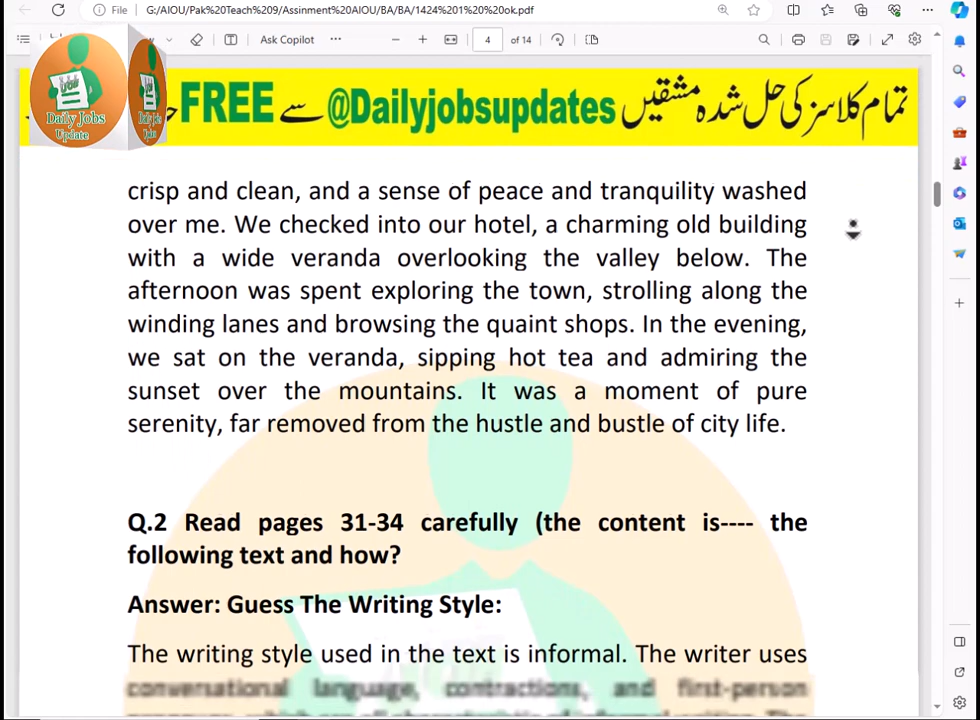 G:/AIOU/Pak%20Teach%209/Assinment%20AIOU/BA/BA/1424%201%20%20ok.pdf
File
Ask Copilot
4 of 14
تمام کلاسز کی حل شدہ مشقیں @Dailyjobsupdates سے FREE
Daily Jobs
Update
crisp and clean, and a sense of peace and tranquility washed
over me. We checked into our hotel, a charming old building
with a wide veranda overlooking the valley below. The
afternoon was spent exploring the town, strolling along the
winding lanes and browsing the quaint shops. In the evening,
we sat on the veranda, sipping hot tea and admiring the
sunset over the mountains. It was a moment of pure
serenity, far removed from the hustle and bustle of city life.
Q.2 Read pages 31-34 carefully (the content is---- the
following text and how?
Answer: Guess The Writing Style:
The writing style used in the text is informal. The writer uses
conversational language, contractions, and first-person